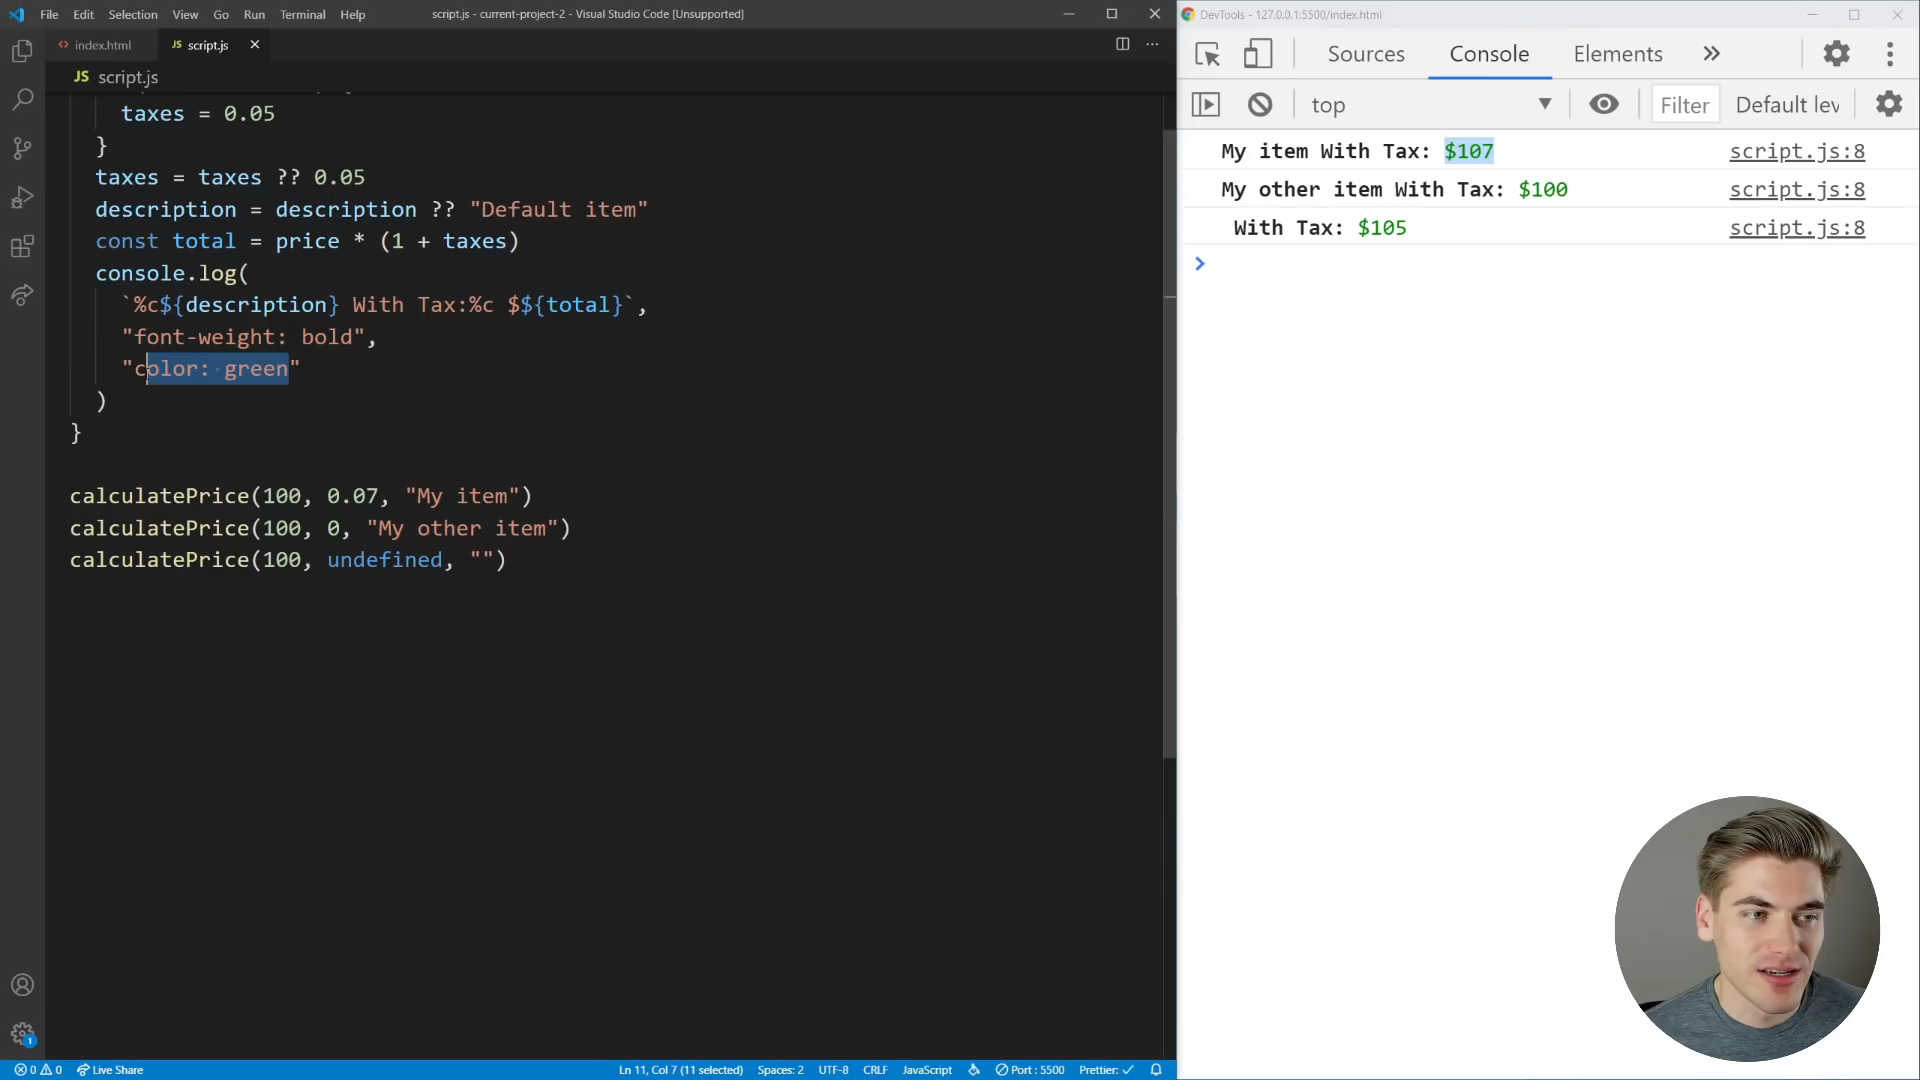 File Edit Selection View Go Run Terminal Help script.js - current-project-2 - Visual Studio Code [Unsupported]
index.html JS script.js
JS script.js
taxes = 0.05
}
taxes = taxes ?? 0.05
description = description ?? "Default item"
const total = price * (1 + taxes)
console.log(
`%c${description} With Tax:%c $${total}`,
"font-weight: bold",
"color: green"
)
}
calculatePrice(100, 0.07, "My item")
calculatePrice(100, 0, "My other item")
calculatePrice(100, undefined, "")
1
0 0 Live Share Ln 11, Col 7 (11 selected) Spaces: 2 UTF-8 CRLF JavaScript Port : 5500 Prettier:
DevTools - 127.0.0.1:5500/index.html
Sources Console Elements
top Filter Default lev
My item With Tax: $107 script.js:8
My other item With Tax: $100 script.js:8
With Tax: $105 script.js:8